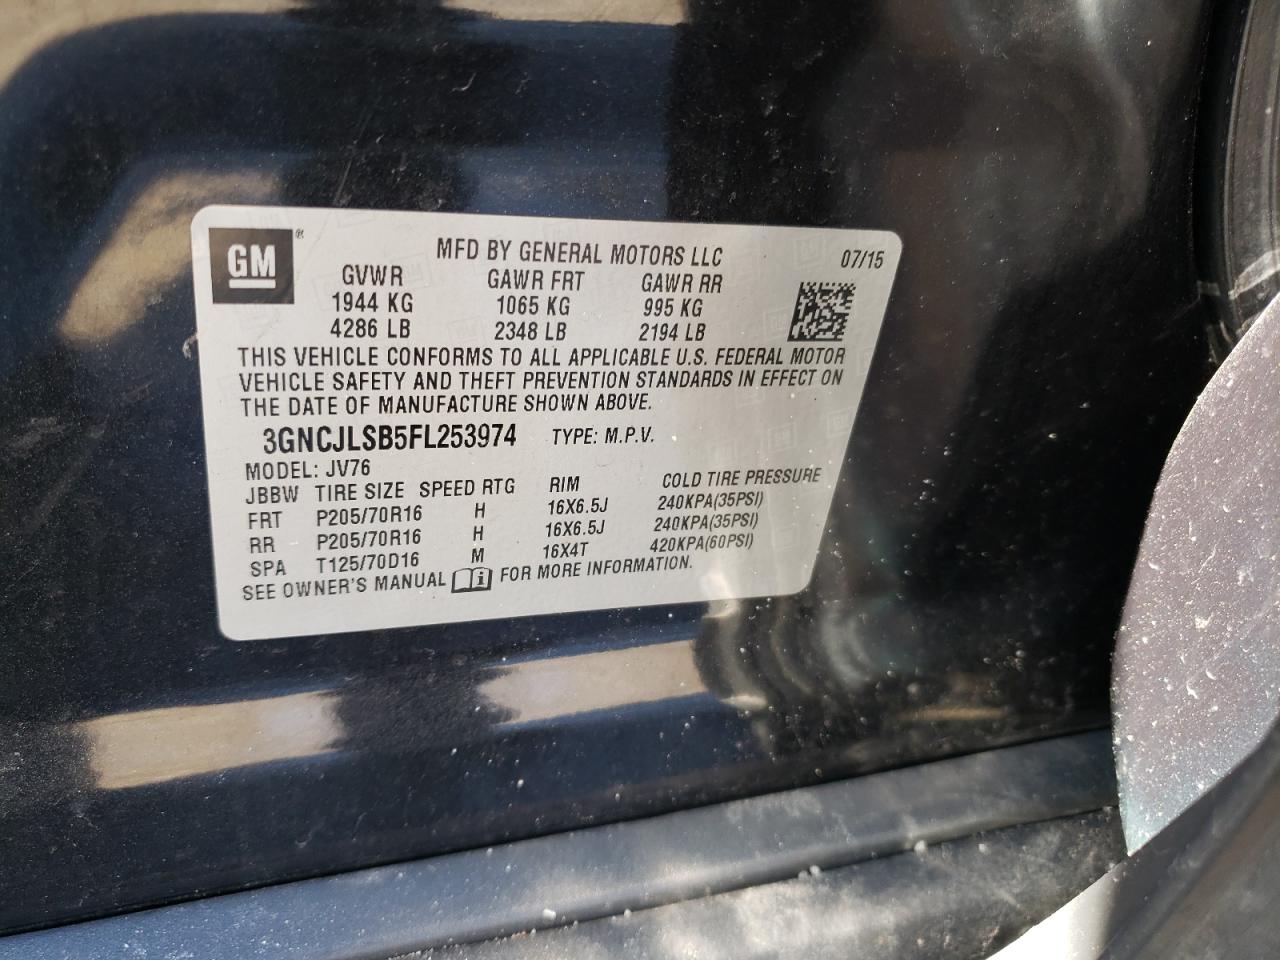 GM ®
MFD BY GENERAL MOTORS LLC 07/15
GVWR GAWR FRT GAWR RR
1944 KG 1065 KG 995 KG
4286 LB 2348 LB 2194 LB
THIS VEHICLE CONFORMS TO ALL APPLICABLE U.S. FEDERAL MOTOR
VEHICLE SAFETY AND THEFT PREVENTION STANDARDS IN EFFECT ON
THE DATE OF MANUFACTURE SHOWN ABOVE.
3GNCJLSB5FL253974 TYPE: M.P.V.
MODEL: JV76
JBBW TIRE SIZE SPEED RTG RIM COLD TIRE PRESSURE
FRT P205/70R16 H 16X6.5J 240KPA(35PSI)
RR P205/70R16 H 16X6.5J 240KPA(35PSI)
SPA T125/70D16 M 16X4T 420KPA(60PSI)
SEE OWNER'S MANUAL i FOR MORE INFORMATION.